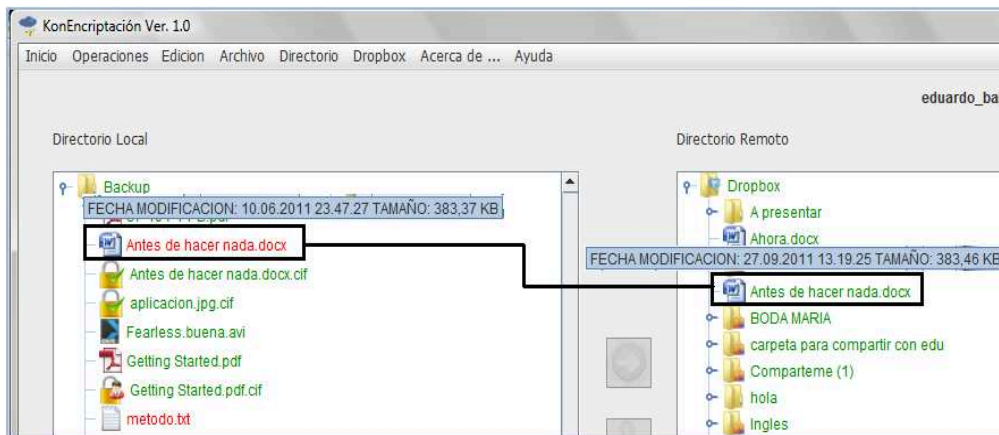 KonEncriptación Ver. 1.0
Inicio Operaciones Edicion Archivo Directorio Dropbox Acerca de ... Ayuda
eduardo_ba
Directorio Local
Directorio Remoto
Backup
FECHA MODIFICACION: 10.06.2011 23.47.27 TAMAÑO: 383,37 KB
Antes de hacer nada.docx
Antes de hacer nada.docx.cif
aplicacion.jpg.cif
Fearless.buena.avi
Getting Started.pdf
Getting Started.pdf.cif
metodo.txt
Dropbox
A presentar
Ahora.docx
FECHA MODIFICACION: 27.09.2011 13.19.25 TAMAÑO: 383,46 KB
Antes de hacer nada.docx
BODA MARIA
carpeta para compartir con edu
Comparteme (1)
hola
Ingles